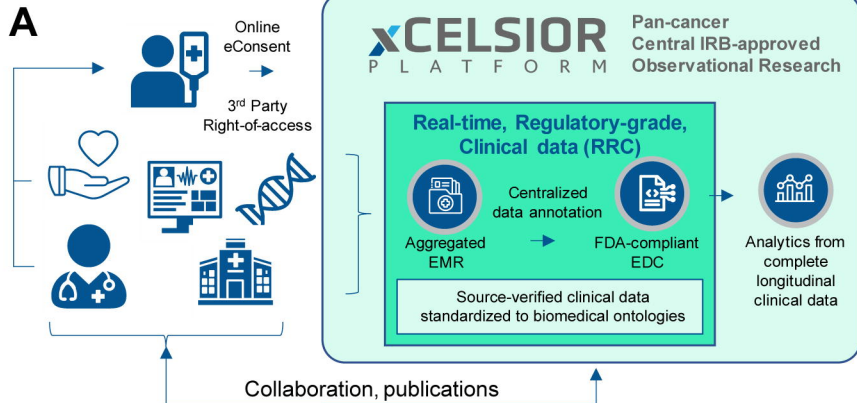 A
Online
eConsent
3rd Party
Right-of-access
xCELSIOR
PLATFORM
Pan-cancer
Central IRB-approved
Observational Research
Real-time, Regulatory-grade,
Clinical data (RRC)
Aggregated
EMR
Centralized
data annotation
FDA-compliant
EDC
Source-verified clinical data
standardized to biomedical ontologies
Analytics from
complete
longitudinal
clinical data
Collaboration, publications